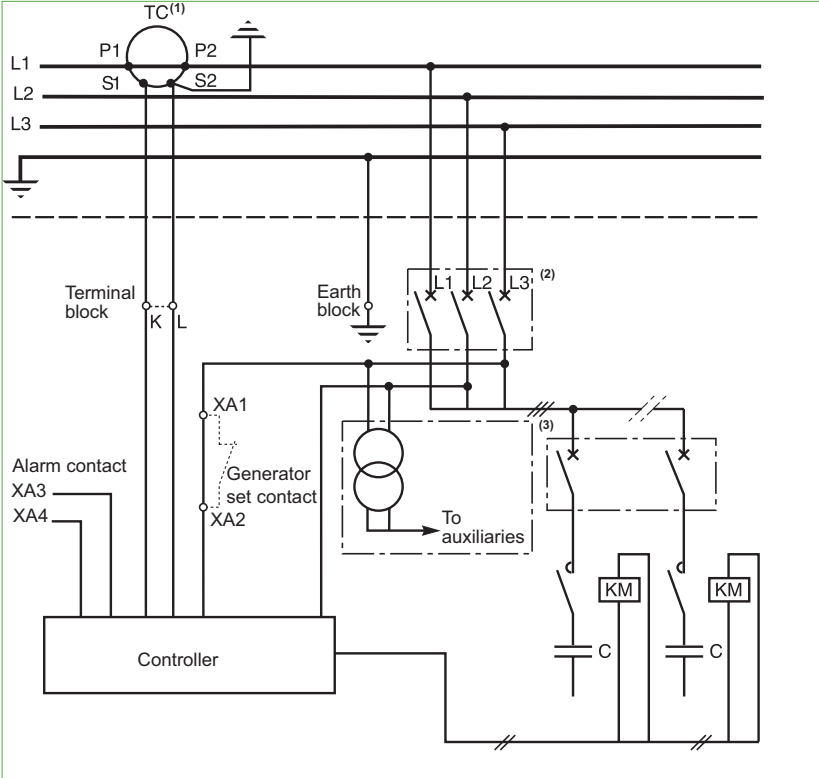 TC(1)
P1
P2
L1
S1
S2
L2
L3
L1
L2
L3
(2)
Terminal
block
K
L
Earth
block
XA1
(3)
Alarm contact
Generator
set contact
XA3
XA4
XA2
To
auxiliaries
KM
KM
C
C
Controller